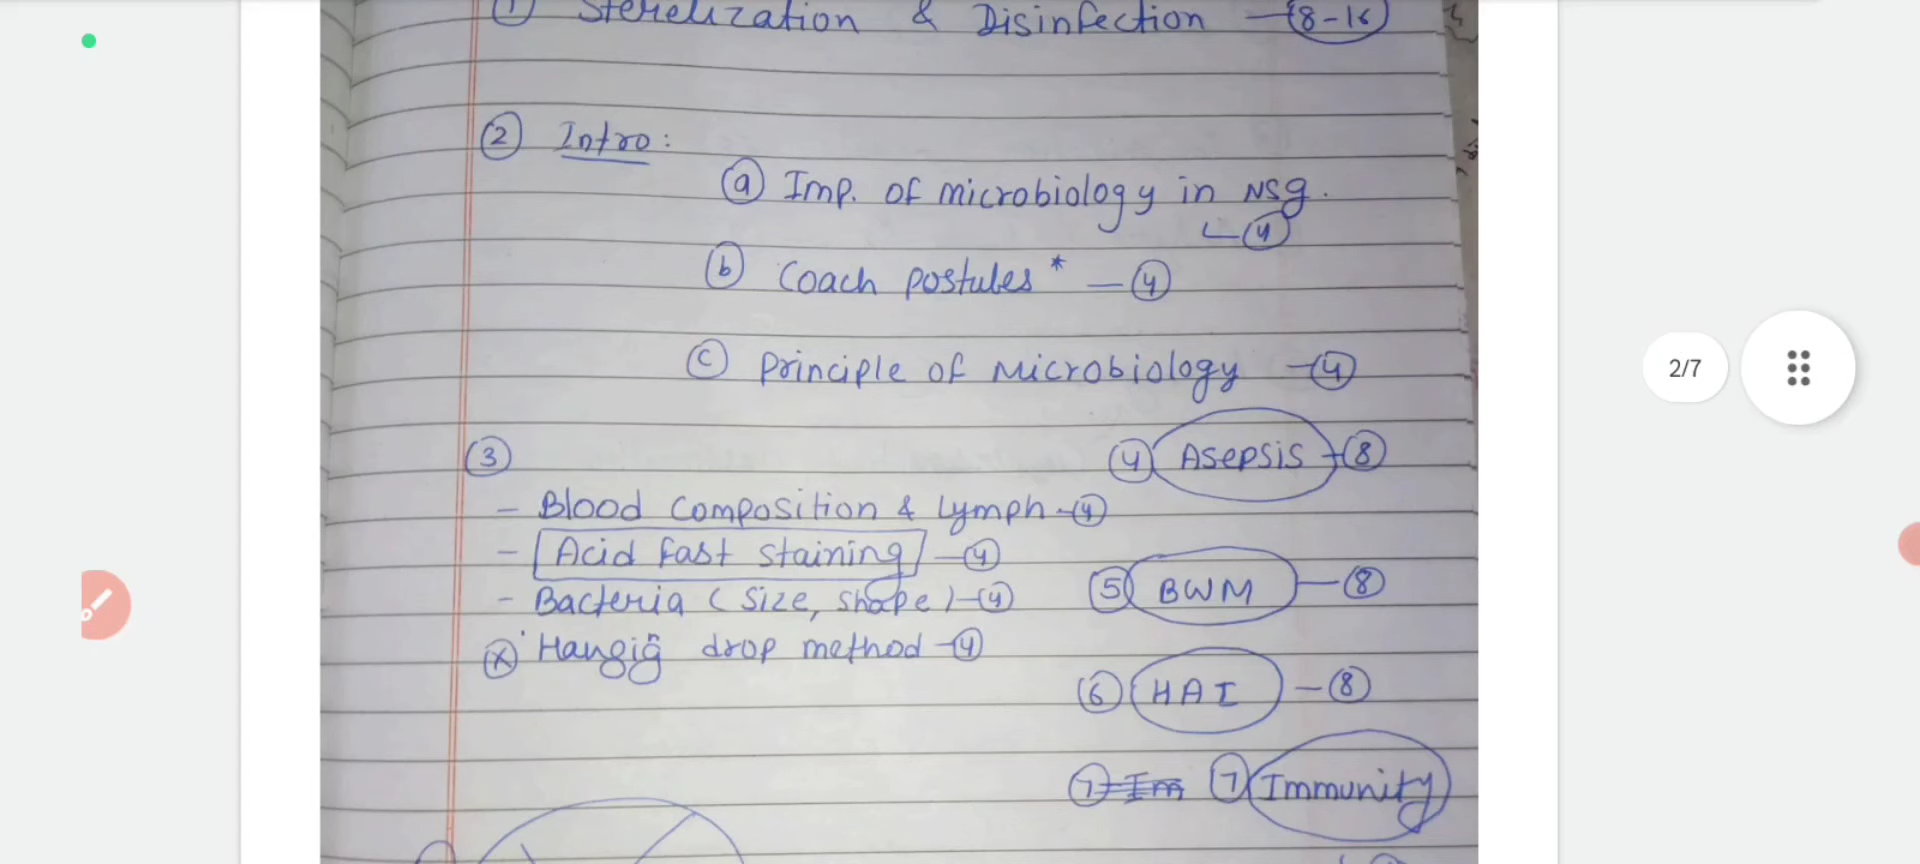 ① Sterelization & Disinfection — (8-16)
② Intro:
ⓐ Imp. of microbiology in NSg.
④
ⓑ Coach postules * — ④
ⓒ Principle of Microbiology — ④
③
④ Asepsis — ⑧
- Blood Composition & Lymph - ④
- Acid fast staining — ④
- Bacteria (Size, shape) - ④
⑤ BWM — ⑧
ⓧ Hangig drop method - ④
⑥ HAI — ⑧
⑦ Im ⑦ Immunity
2/7